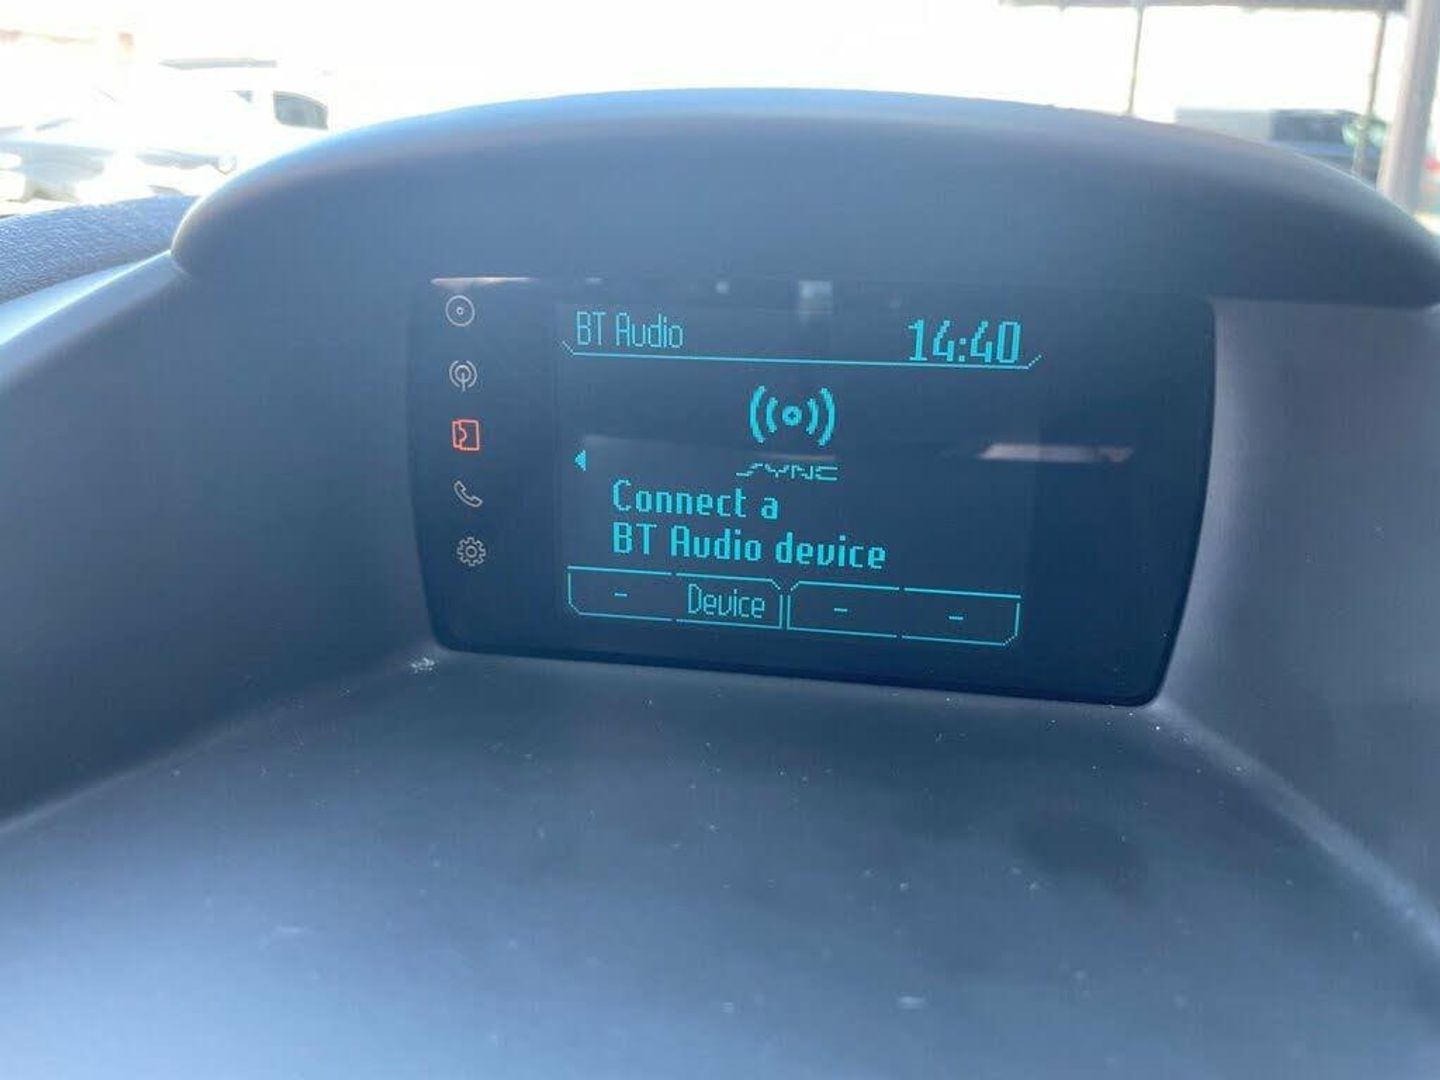 BT Audio
14:40
SYNC
Connect a
BT Audio device
- Device - -